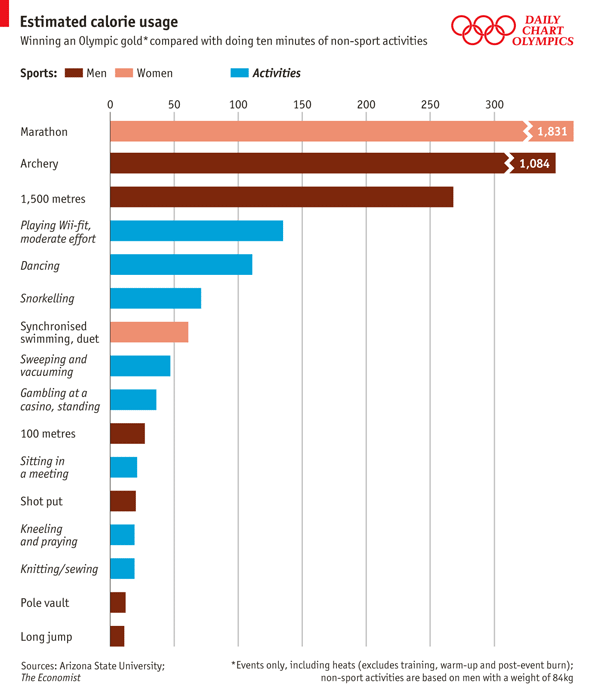 Estimated calorie usage
Winning an Olympic gold* compared with doing ten minutes of non-sport activities
DAILY
CHART
OLYMPICS
Sports: Men Women Activities
0 50 100 150 200 250 300
Marathon 1,831
Archery 1,084
1,500 metres
Playing Wii-fit,
moderate effort
Dancing
Snorkelling
Synchronised
swimming, duet
Sweeping and
vacuuming
Gambling at a
casino, standing
100 metres
Sitting in
a meeting
Shot put
Kneeling
and praying
Knitting/sewing
Pole vault
Long jump
Sources: Arizona State University;
The Economist
*Events only, including heats (excludes training, warm-up and post-event burn);
non-sport activities are based on men with a weight of 84kg